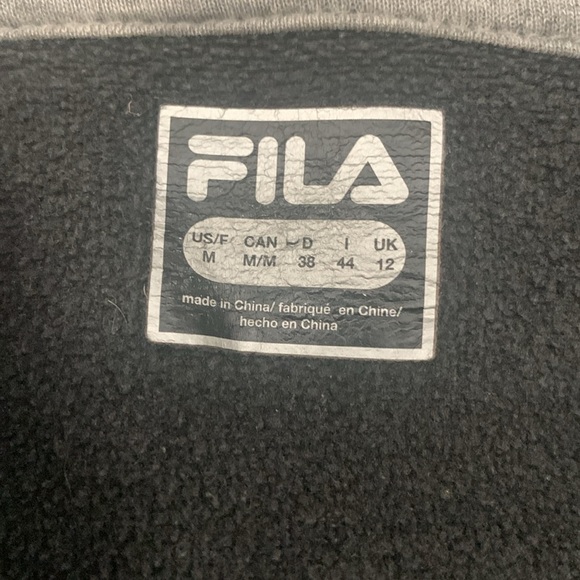 FILA
US/F CAN D I UK
M M/M 38 44 12
made in China/ fabriqué en Chine/
hecho en China